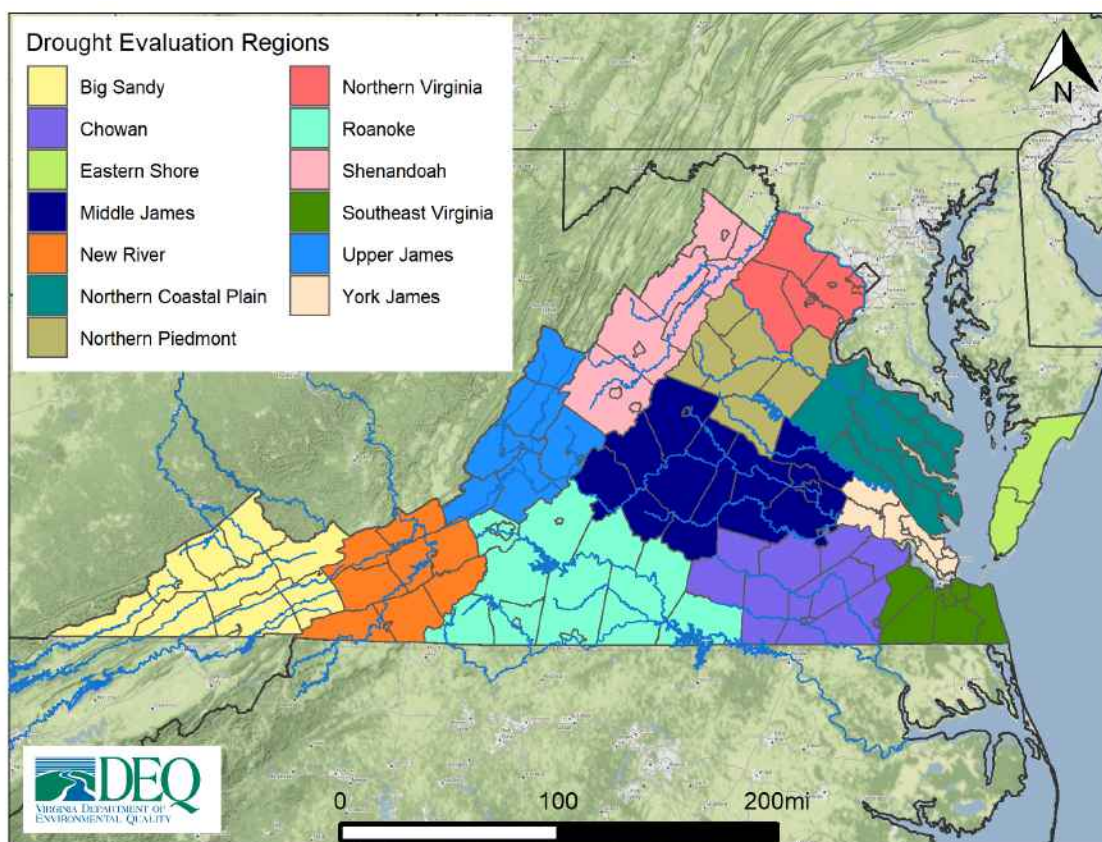 Drought Evaluation Regions
Big Sandy
Chowan
Eastern Shore
Middle James
New River
Northern Coastal Plain
Northern Piedmont
Northern Virginia
Roanoke
Shenandoah
Southeast Virginia
Upper James
York James
N
0 100 200mi
DEQ
VIRGINIA DEPARTMENT OF
ENVIRONMENTAL QUALITY